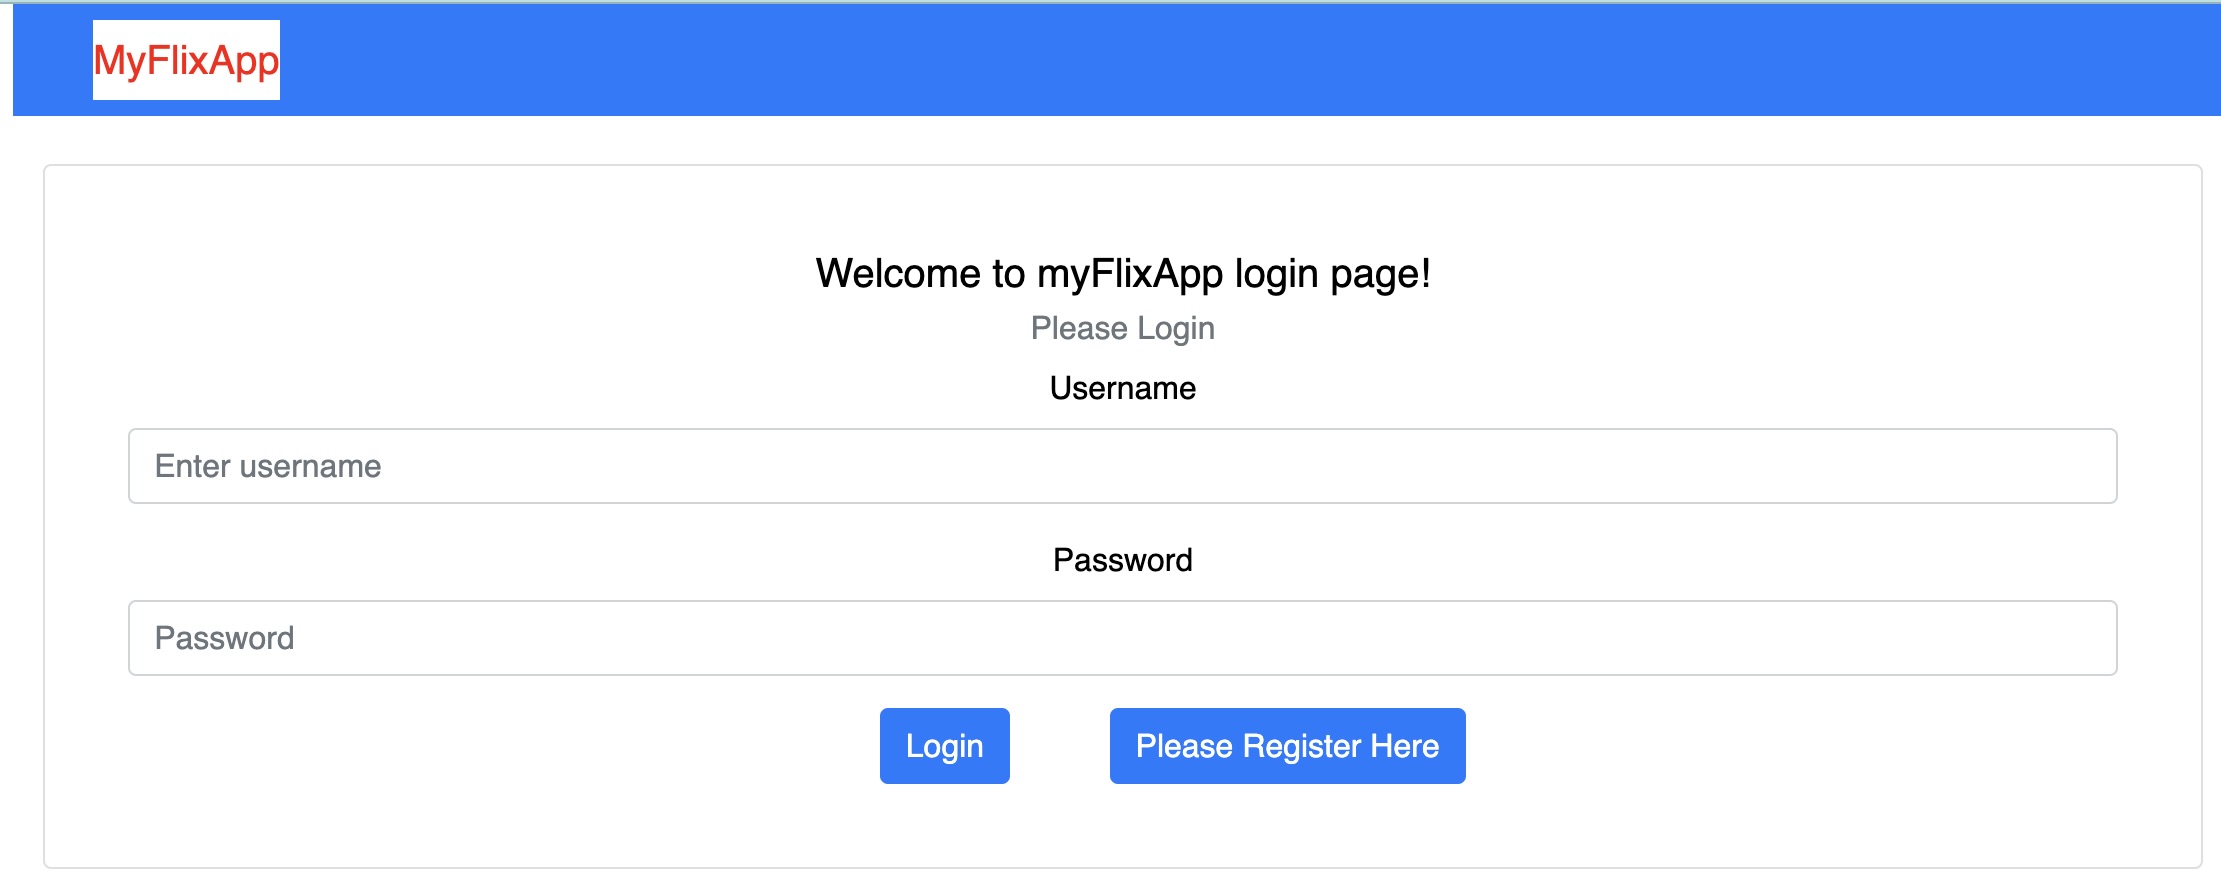 MyFlixApp
Welcome to myFlixApp login page!
Please Login
Username
Enter username
Password
Password
Login
Please Register Here